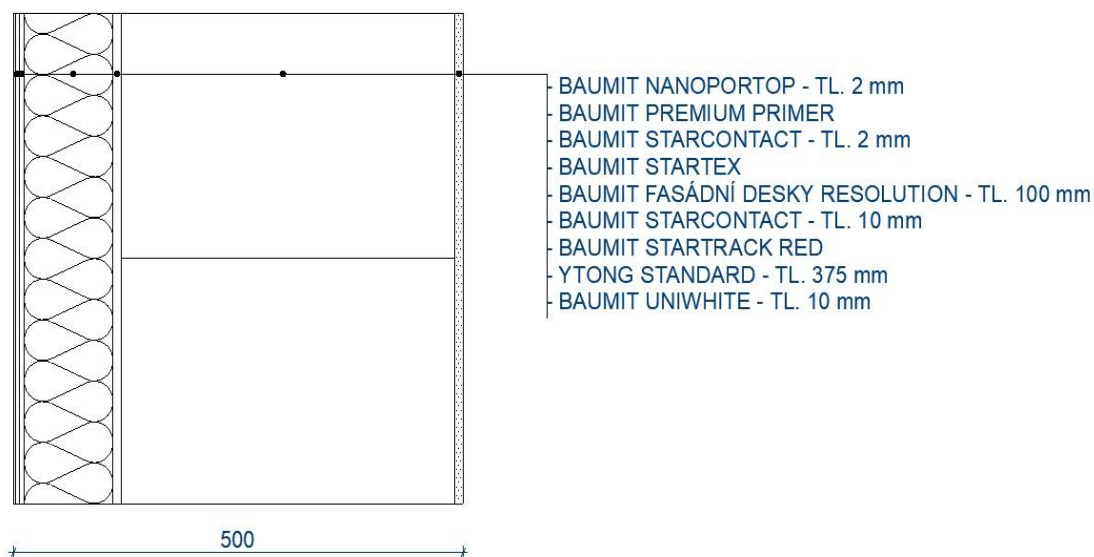 - BAUMIT NANOPORTOP - TL. 2 mm
- BAUMIT PREMIUM PRIMER
- BAUMIT STARCONTACT - TL. 2 mm
- BAUMIT STARTEX
- BAUMIT FASÁDNÍ DESKY RESOLUTION - TL. 100 mm
- BAUMIT STARCONTACT - TL. 10 mm
- BAUMIT STARTRACK RED
- YTONG STANDARD - TL. 375 mm
- BAUMIT UNIWHITE - TL. 10 mm
500